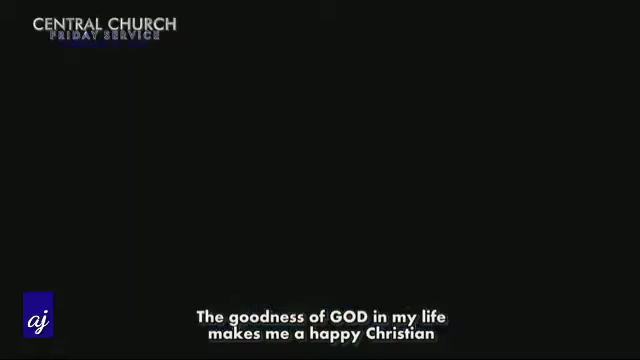 CENTRAL CHURCH
FRIDAY SERVICE
aj
The goodness of GOD in my life
makes me a happy Christian